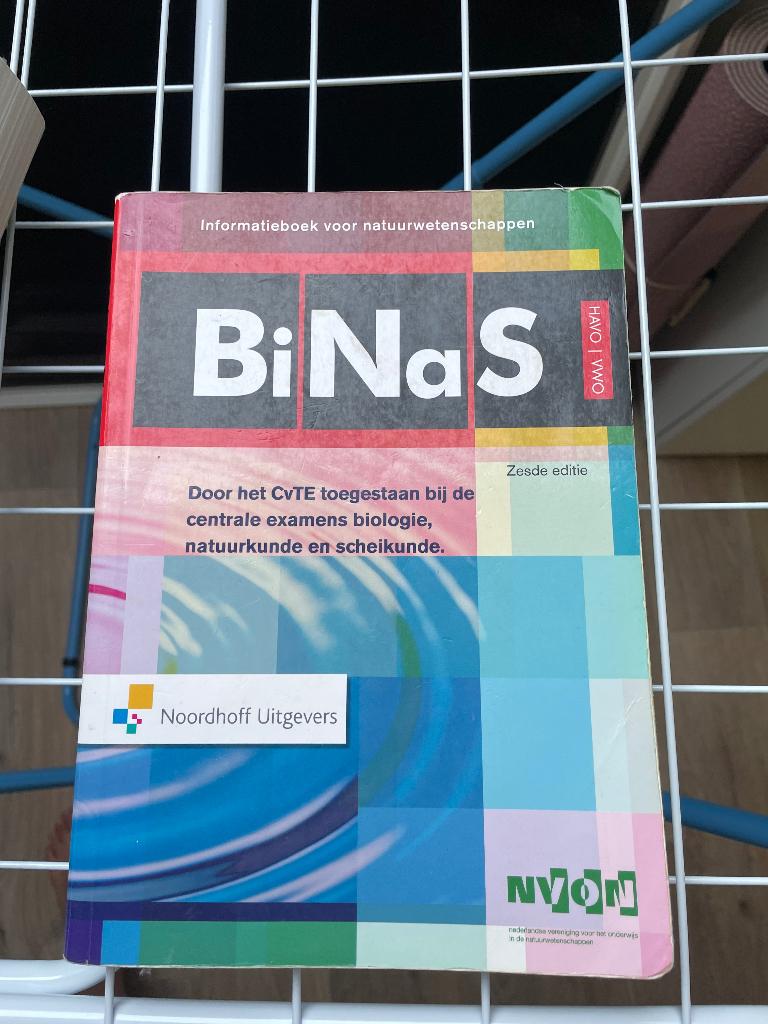 Informatieboek voor natuurwetenschappen
BiNaS
HAVO | VWO
Zesde editie
Door het CvTE toegestaan bij de
centrale examens biologie,
natuurkunde en scheikunde.
Noordhoff Uitgevers
NVON
nederlandse vereniging voor het onderwijs
in de natuurwetenschappen